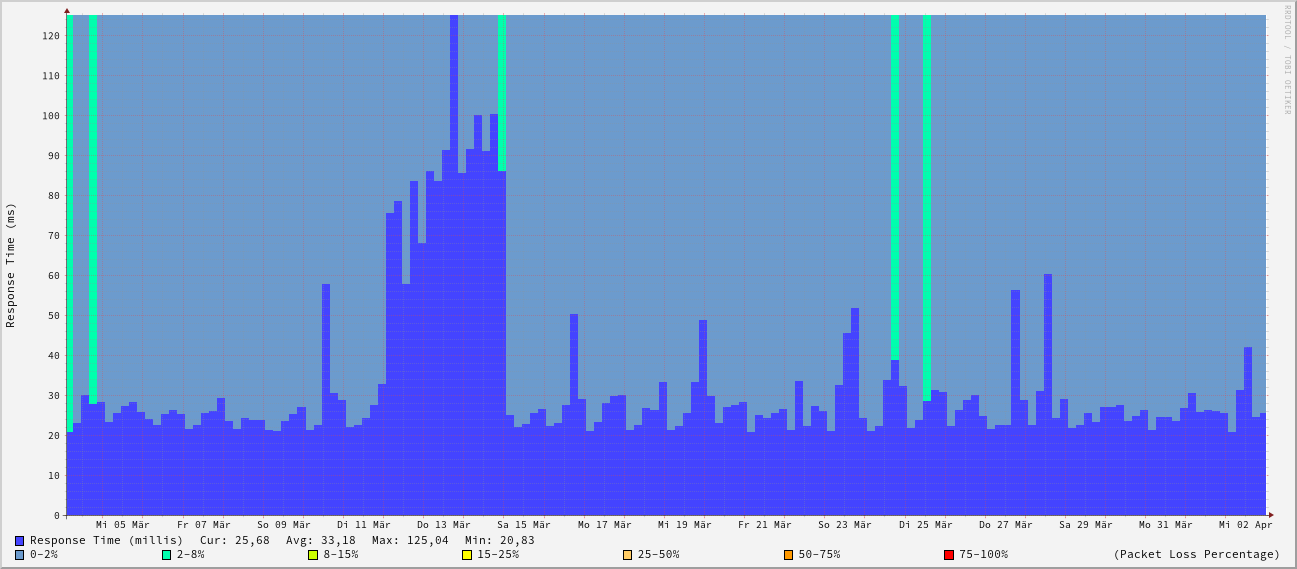 RRDTOOL / TOBI OETIKER
Response Time (ms)
120
110
100
90
80
70
60
50
40
30
20
10
0
Mi 05 Mär Fr 07 Mär So 09 Mär Di 11 Mär Do 13 Mär Sa 15 Mär Mo 17 Mär Mi 19 Mär Fr 21 Mär So 23 Mär Di 25 Mär Do 27 Mär Sa 29 Mär Mo 31 Mär Mi 02 Apr
Response Time (millis) Cur: 25,68 Avg: 33,18 Max: 125,04 Min: 20,83
0-2% 2-8% 8-15% 15-25% 25-50% 50-75% 75-100% (Packet Loss Percentage)